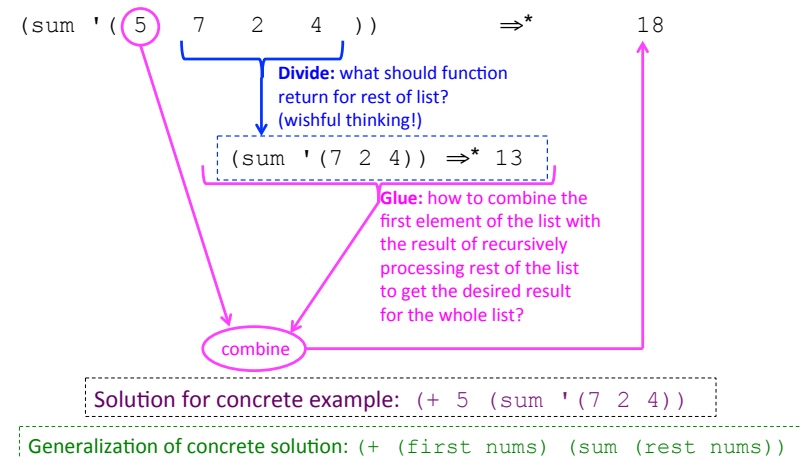 (sum '( 5 7 2 4 )) ⇒* 18
Divide: what should function
return for rest of list?
(wishful thinking!)
(sum '(7 2 4)) ⇒* 13
Glue: how to combine the
first element of the list with
the result of recursively
processing rest of the list
to get the desired result
for the whole list?
combine
Solution for concrete example: (+ 5 (sum '(7 2 4))
Generalization of concrete solution: (+ (first nums) (sum (rest nums))